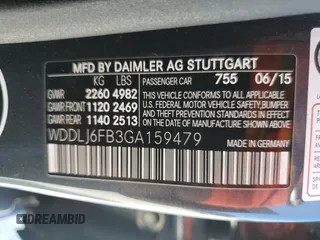 MFD BY DAIMLER AG STUTTGART
KG LBS PASSENGER CAR 755 06/15
GVWR 2260 4982
GAWR FRONT 1120 2469
GAWR REAR 1140 2513
THIS VEHICLE CONFORMS TO ALL APPLICABLE
U.S. FEDERAL MOTOR VEHICLE SAFETY, BUMPER,
AND THEFT PREVENTION STANDARDS IN EFFECT
ON THE DATE OF MANUFACTURE SHOWN ABOVE.
WDDLJ6FB3GA159479
MADE IN GERMANY
DREAMBID